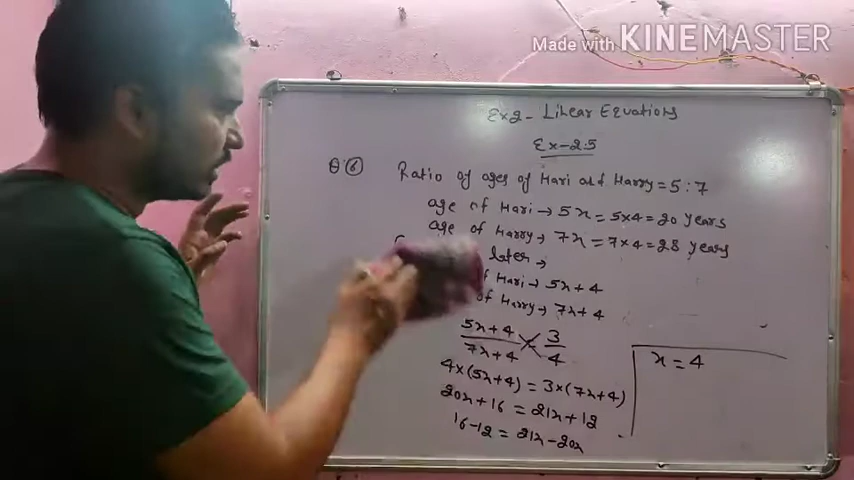 Made with KINEMASTER
Ex2- Linear Equations
Ex-2.5
Q⑥ Ratio of ages of Hari and Harry = 5:7
age of Hari → 5x = 5×4 = 20 years
age of Harry → 7x = 7×4 = 28 years
later →
of Hari → 5x+4
of Harry → 7x+4
5x+4 / 7x+4 = 3/4
4×(5x+4) = 3×(7x+4)
20x+16 = 21x+12
16-12 = 21x-20x
x = 4